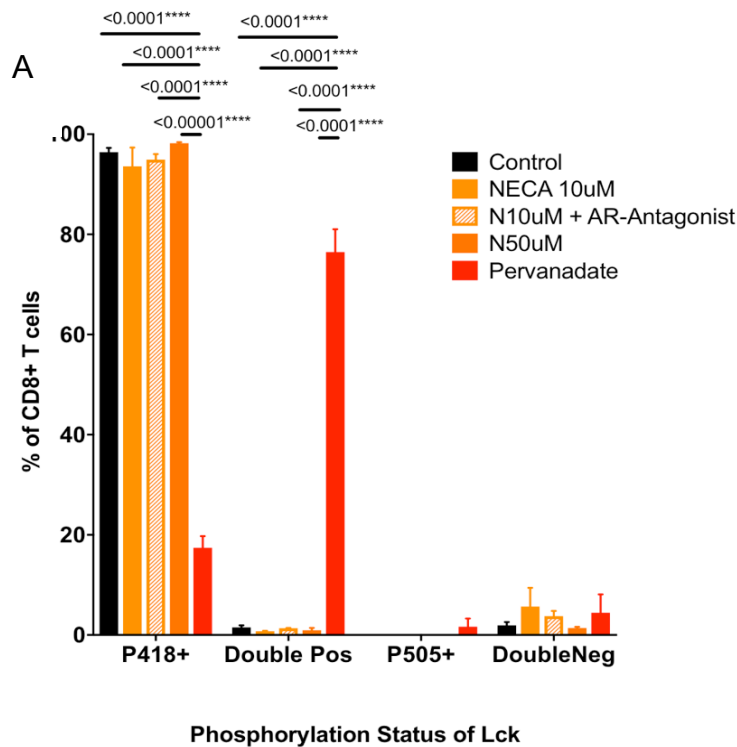 <0.0001****
<0.0001****
<0.0001****
<0.0001****
A
<0.0001****
<0.0001****
<0.00001****
<0.0001****
00
80
60
40
20
0
% of CD8+ T cells
Control
NECA 10uM
N10uM + AR-Antagonist
N50uM
Pervanadate
P418+
Double Pos
P505+
DoubleNeg
Phosphorylation Status of Lck